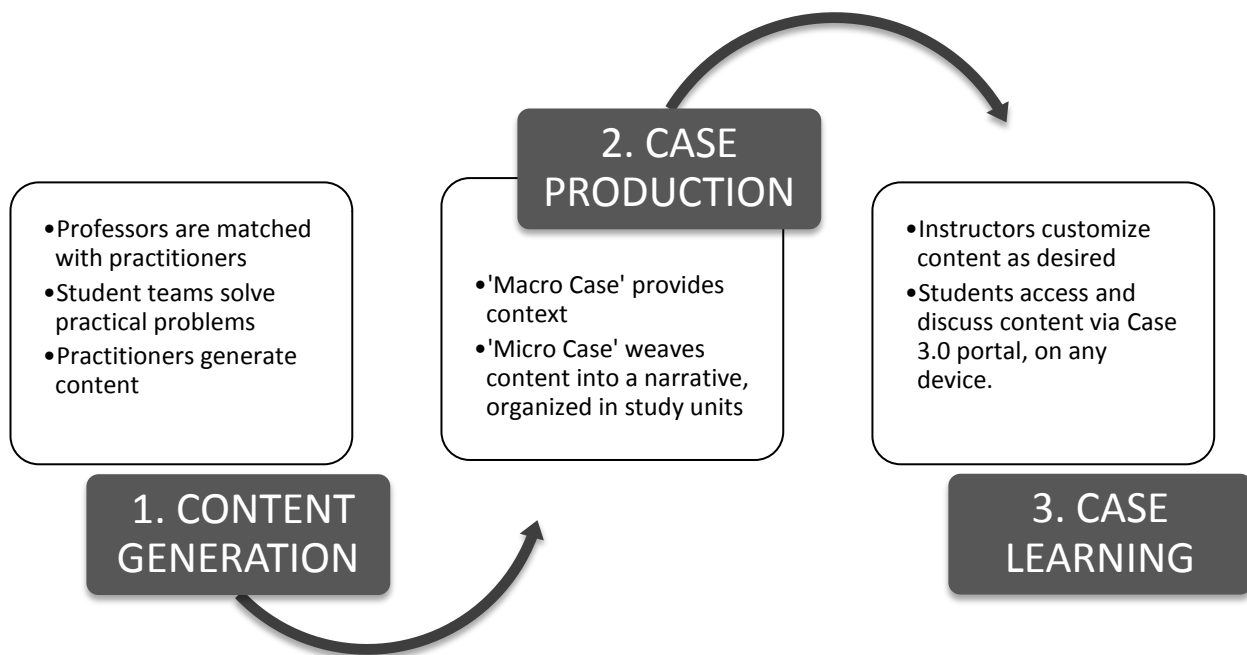 •Professors are matched
with practitioners
•Student teams solve
practical problems
•Practitioners generate
content
1. CONTENT
GENERATION
2. CASE
PRODUCTION
•'Macro Case' provides
context
•'Micro Case' weaves
content into a narrative,
organized in study units
•Instructors customize
content as desired
•Students access and
discuss content via Case
3.0 portal, on any
device.
3. CASE
LEARNING